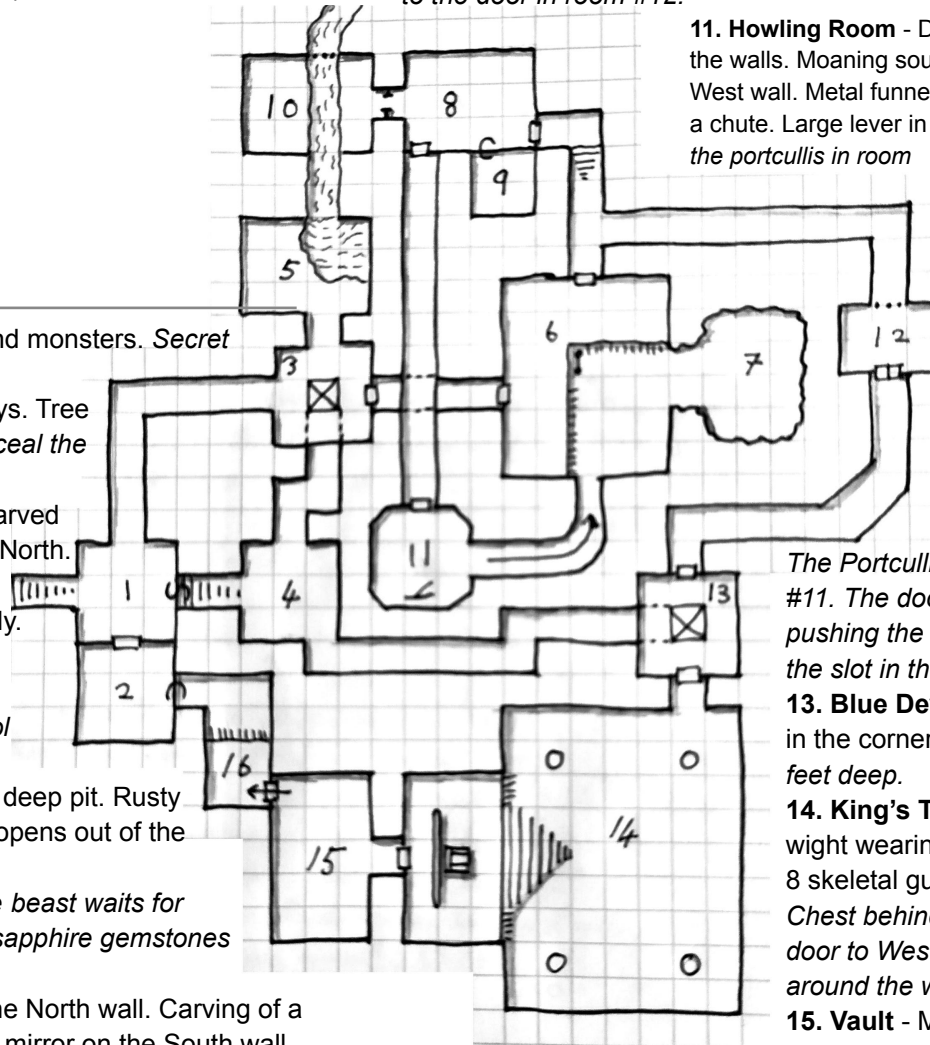 to the door in room #12.
11. Howling Room - D
the walls. Moaning sou
West wall. Metal funne
a chute. Large lever in
the portcullis in room
10
8
9
5
nd monsters. Secret
6
3
7
12
ys. Tree
ceal the
arved
North.
11
1
4
13
ly.
2
ol
16
deep pit. Rusty
opens out of the
e beast waits for
sapphire gemstones
15
14
he North wall. Carving of a
mirror on the South wall
The Portculli
#11. The doo
pushing the
the slot in th
13. Blue De
in the corner
feet deep.
14. King's T
wight wearin
8 skeletal gu
Chest behin
door to Wes
around the w
15. Vault - M